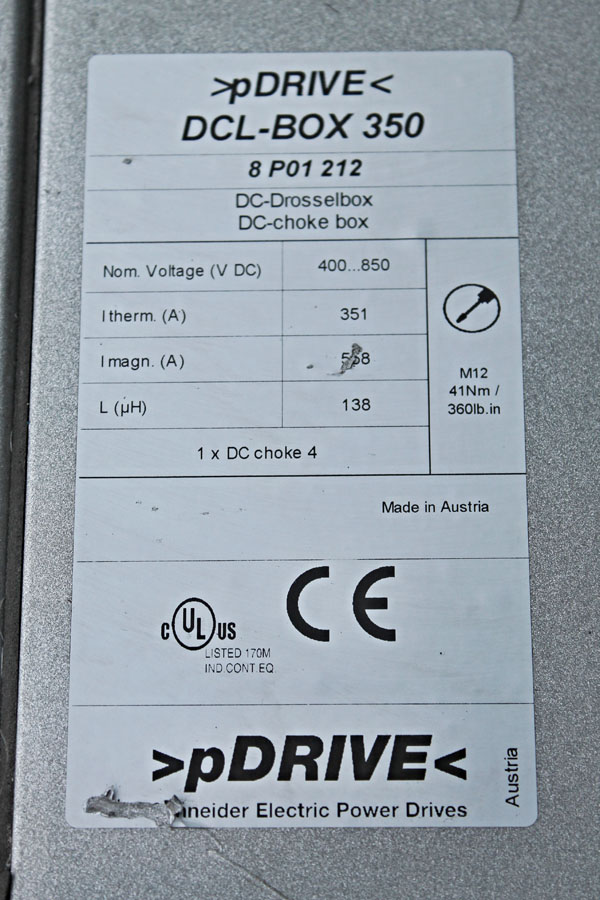 >pDRIVE<
DCL-BOX 350
8 P01 212
DC-Drosselbox
DC-choke box
Nom. Voltage (V DC) 400...850
I therm. (A) 351
I magn. (A)
L (µH) 138
M12
41Nm /
360lb.in
1 x DC choke 4
Made in Austria
C UL US
LISTED 170M
IND.CONT.EQ
CE
>pDRIVE<
Electric Power Drives
Austria